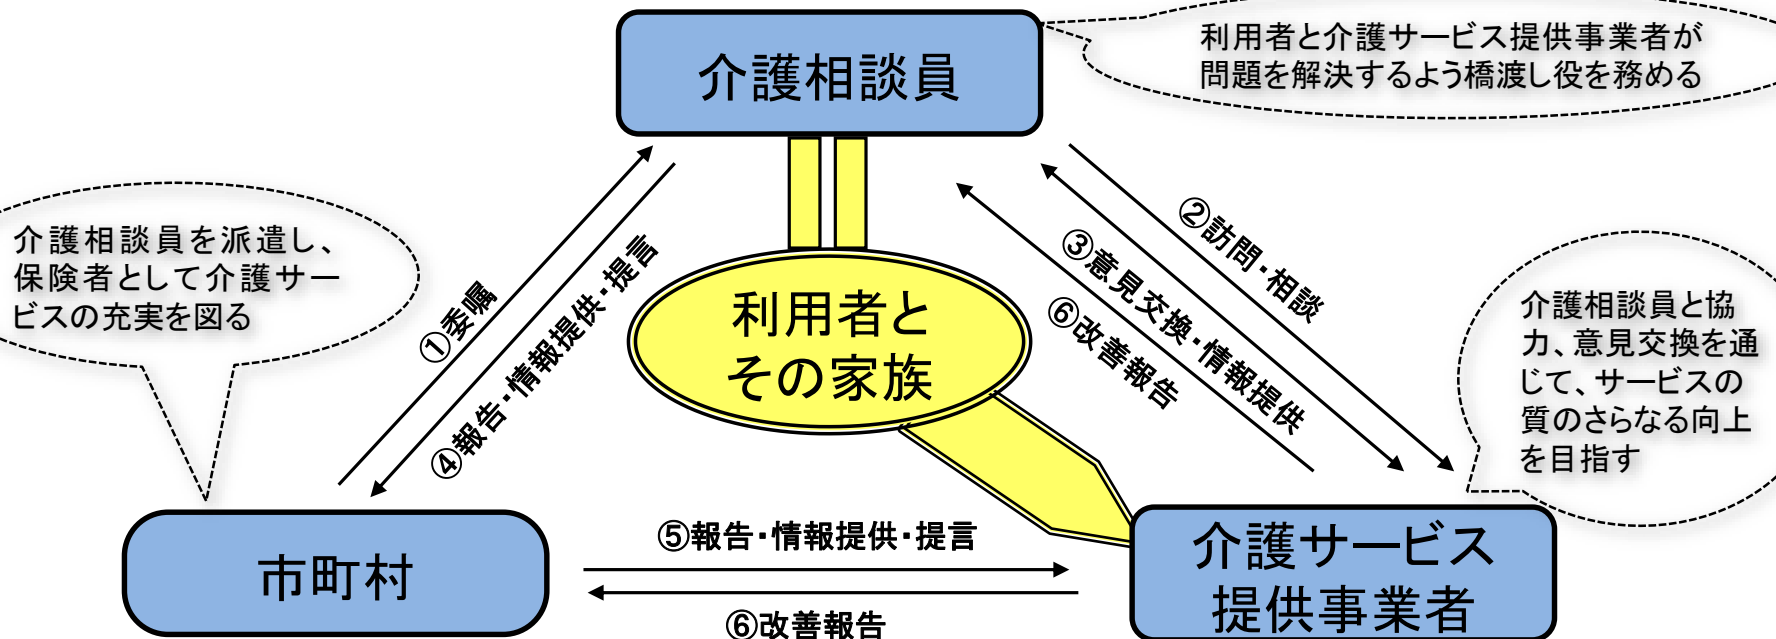 介護相談員
利用者と介護サービス提供事業者が
問題を解決するよう橋渡し役を務める
介護相談員を派遣し、
保険者として介護サー
ビスの充実を図る
①委嘱
④報告・情報提供・提言
利用者と
その家族
②訪問・相談
③意見交換・情報提供
⑥改善報告
介護相談員と協
力、意見交換を通
じて、サービスの
質のさらなる向上
を目指す
市町村
⑤報告・情報提供・提言
⑥改善報告
介護サービス
提供事業者